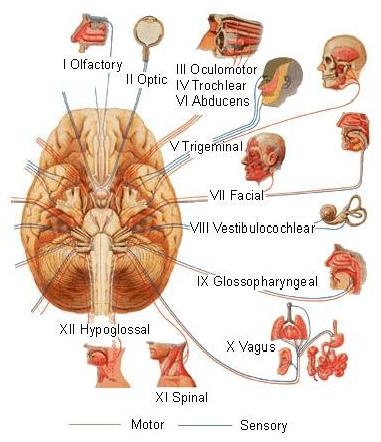 I Olfactory
II Optic
III Oculomotor
IV Trochlear
VI Abducens
V Trigeminal
VII Facial
VIII Vestibulocochlear
IX Glossopharyngeal
X Vagus
XII Hypoglossal
XI Spinal
Motor
Sensory